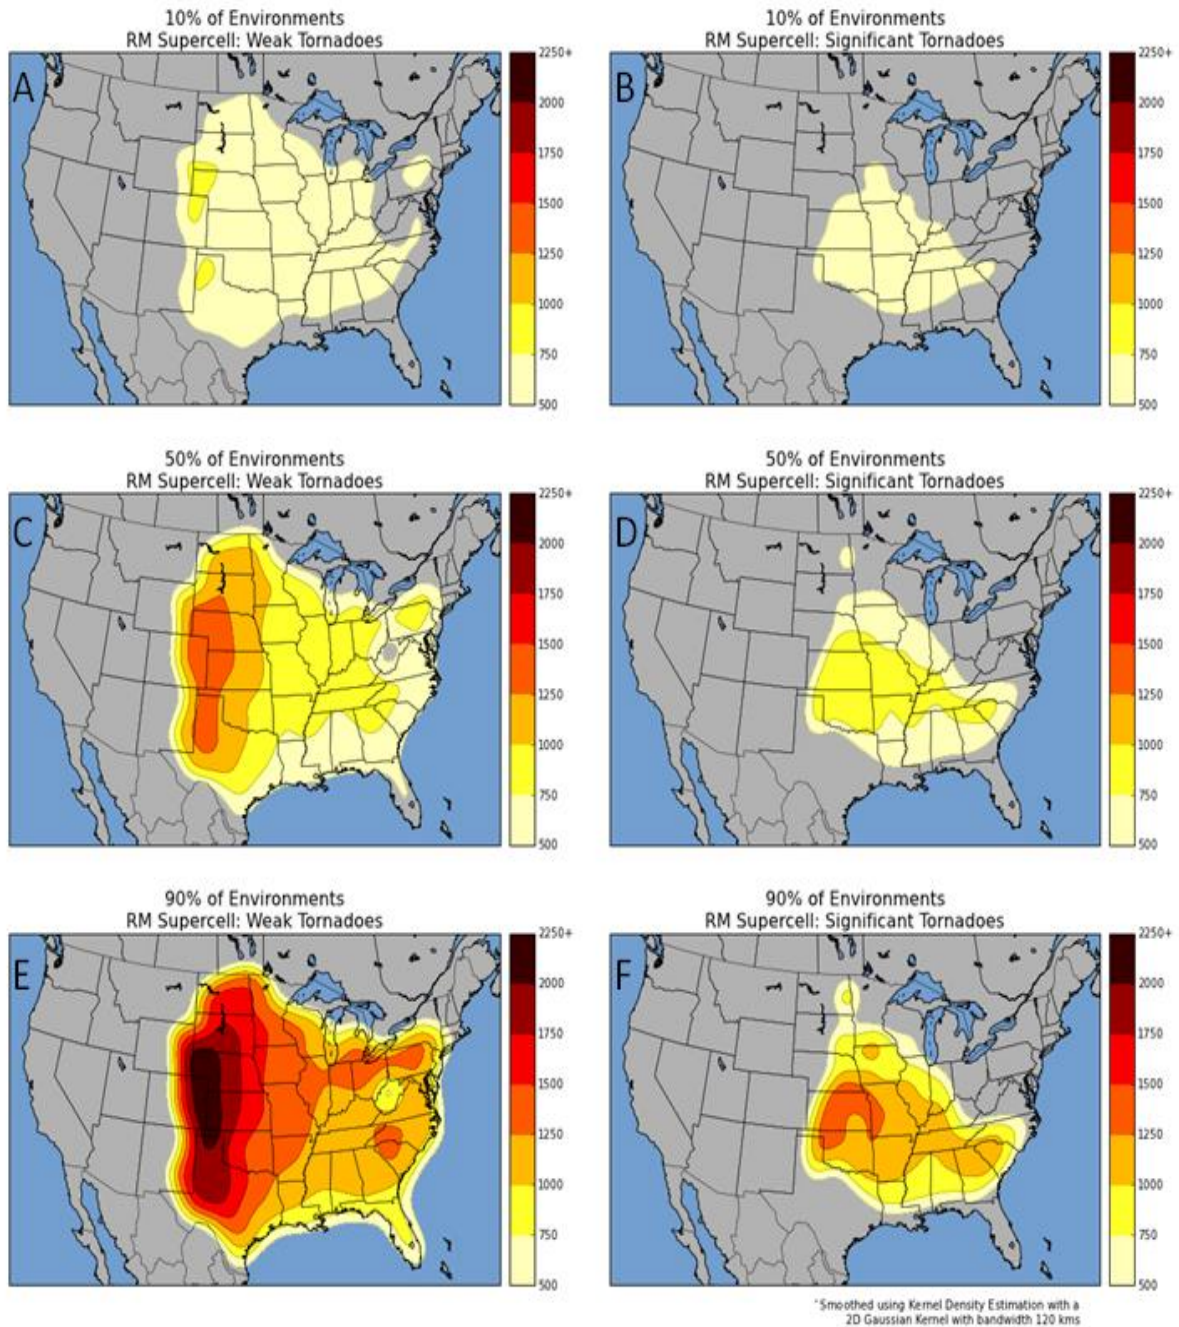 10% of Environments
RM Supercell: Weak Tornadoes
A
2250+
2000
1750
1500
1250
1000
750
500
10% of Environments
RM Supercell: Significant Tornadoes
B
2250+
2000
1750
1500
1250
1000
750
500
50% of Environments
RM Supercell: Weak Tornadoes
C
2250+
2000
1750
1500
1250
1000
750
500
50% of Environments
RM Supercell: Significant Tornadoes
D
2250+
2000
1750
1500
1250
1000
750
500
90% of Environments
RM Supercell: Weak Tornadoes
E
2250+
2000
1750
1500
1250
1000
750
500
90% of Environments
RM Supercell: Significant Tornadoes
F
2250+
2000
1750
1500
1250
1000
750
500
*Smoothed using Kernel Density Estimation with a
2D Gaussian Kernel with bandwidth 120 kms